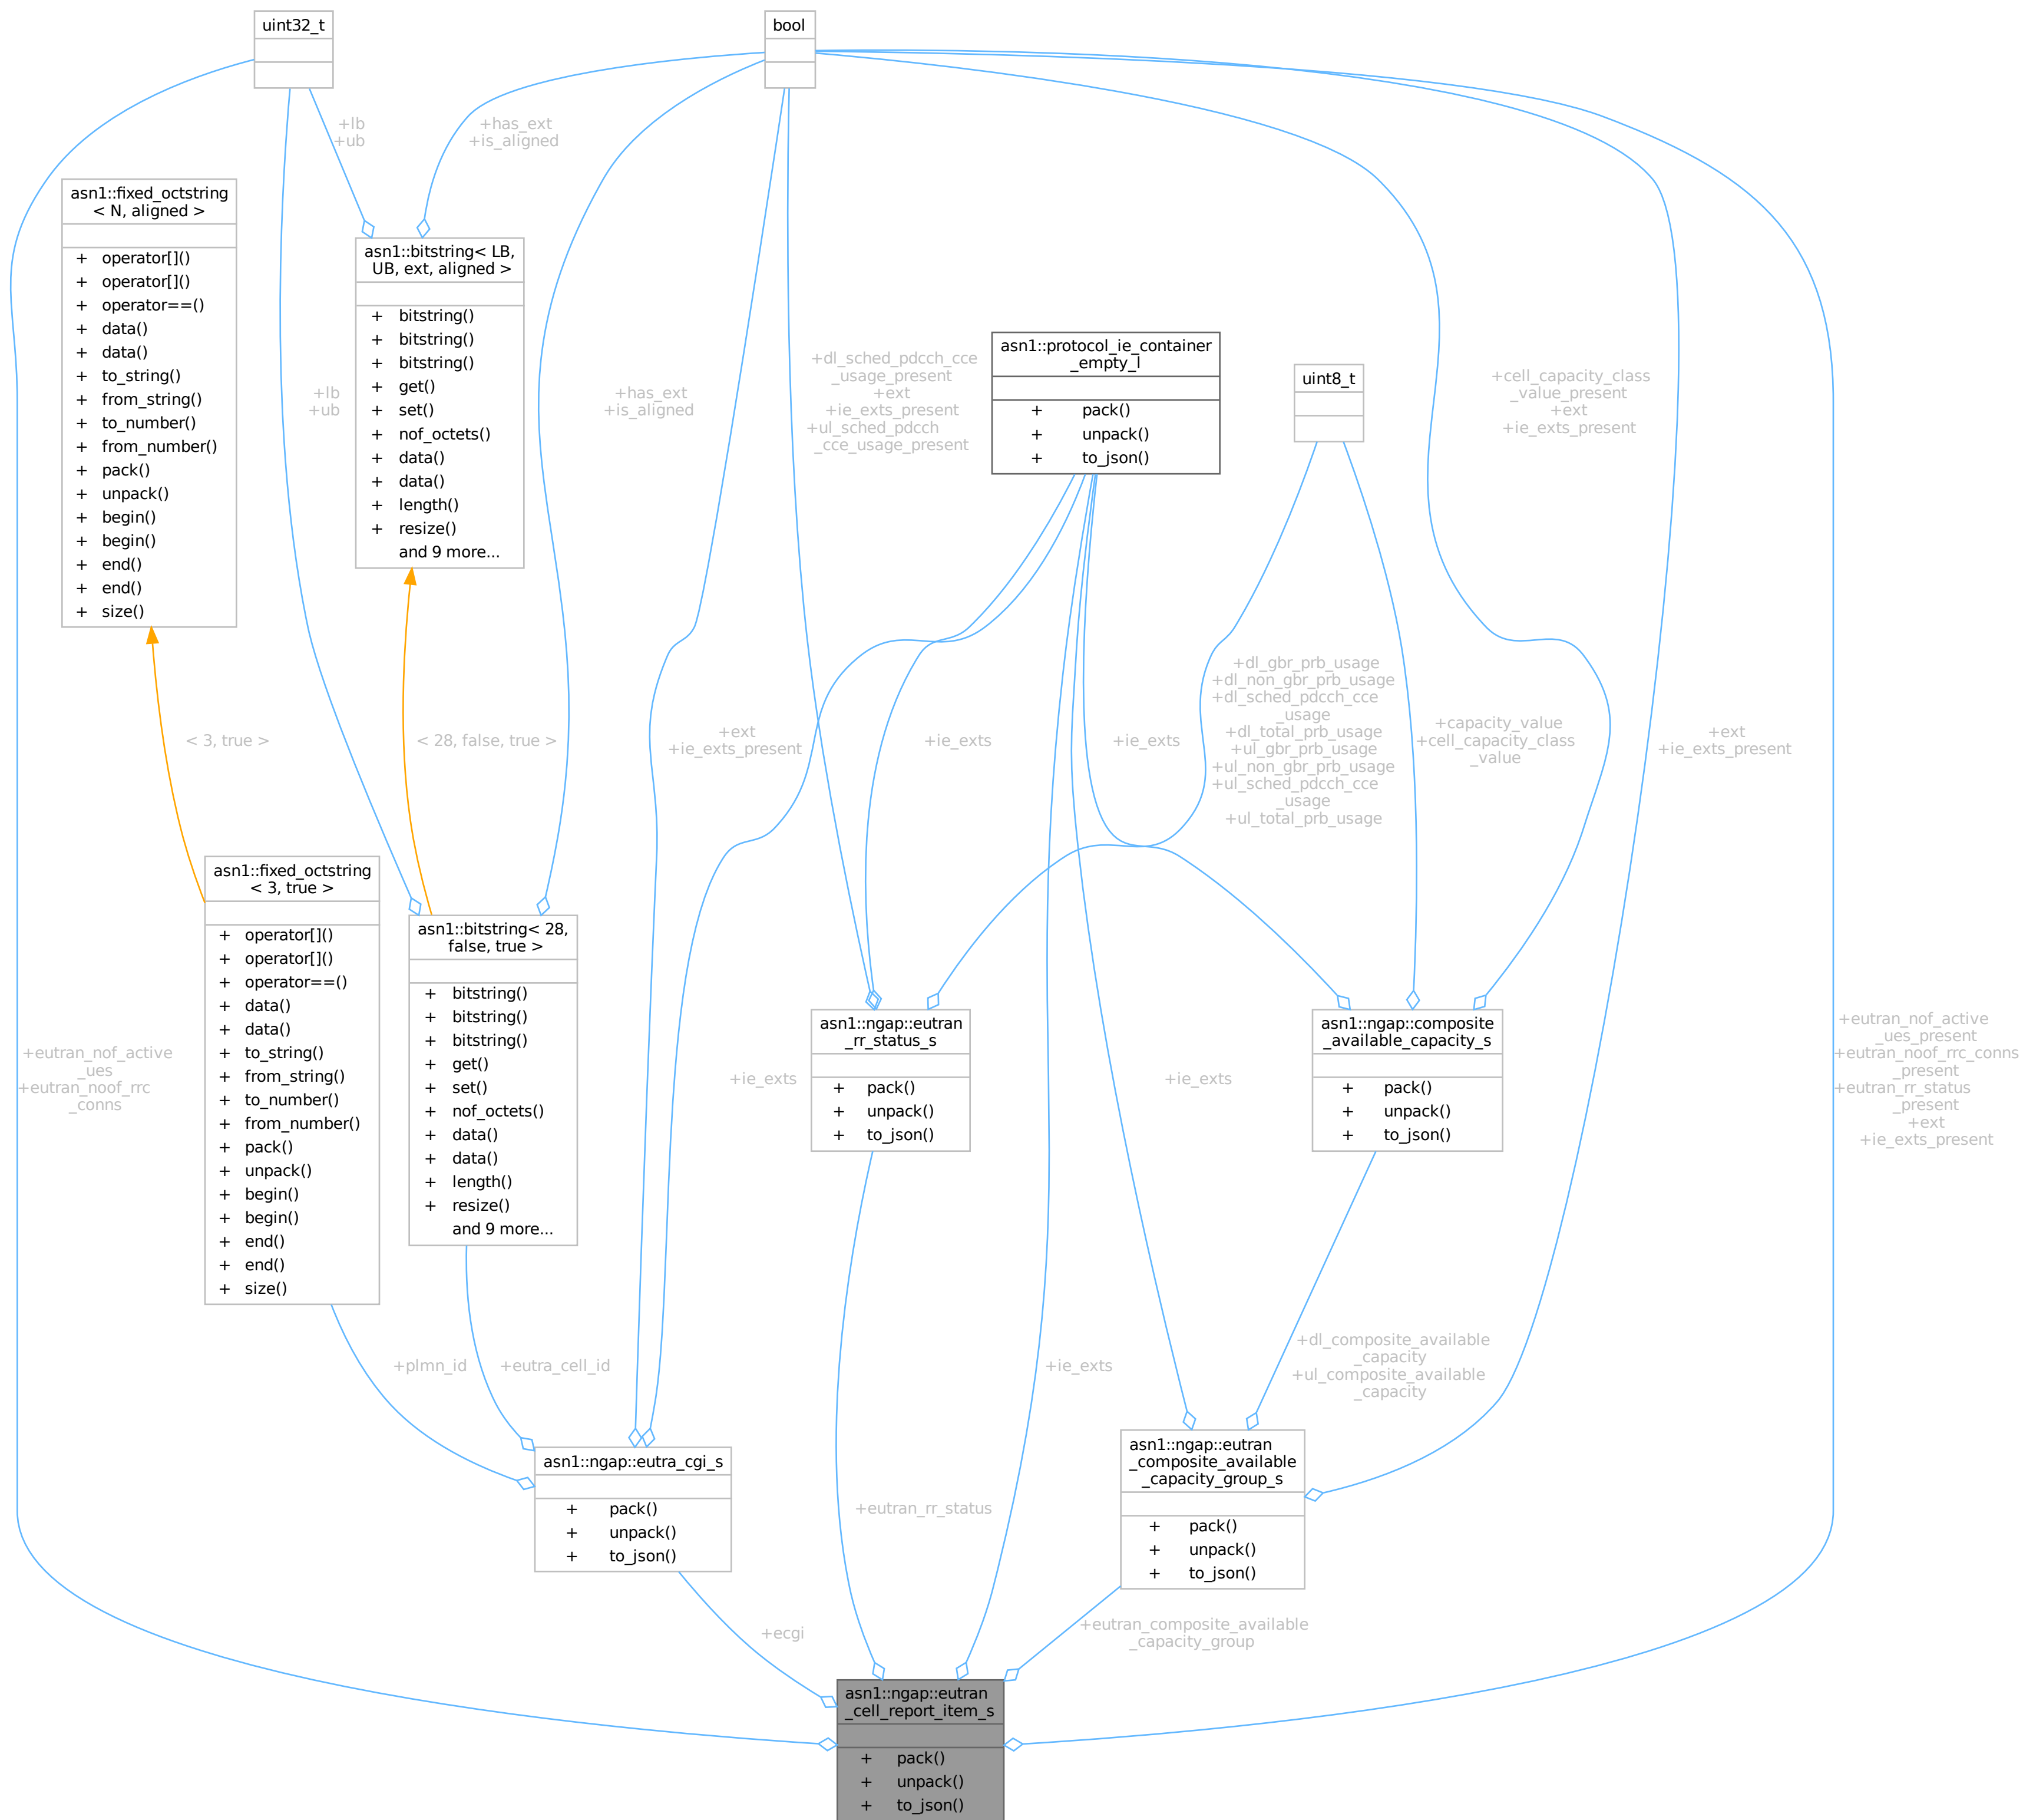 uint32_t
bool
+lb
+ub
+has_ext
+is_aligned
asn1::fixed_octstring
< N, aligned >
+ operator[]()
+ operator[]()
+ operator==()
+ data()
+ data()
+ to_string()
+ from_string()
+ to_number()
+ from_number()
+ pack()
+ unpack()
+ begin()
+ begin()
+ end()
+ end()
+ size()
asn1::bitstring< LB,
UB, ext, aligned >
+ bitstring()
+ bitstring()
+ bitstring()
+ get()
+ set()
+ nof_octets()
+ data()
+ data()
+ length()
+ resize()
and 9 more...
+lb
+ub
+has_ext
+is_aligned
+dl_sched_pdcch_cce
_usage_present
+ext
+ie_exts_present
+ul_sched_pdcch
_cce_usage_present
asn1::protocol_ie_container
_empty_l
+ pack()
+ unpack()
+ to_json()
uint8_t
+cell_capacity_class
_value_present
+ext
+ie_exts_present
< 3, true >
< 28, false, true >
+ext
+ie_exts_present
+ie_exts
+ie_exts
+dl_gbr_prb_usage
+dl_non_gbr_prb_usage
+dl_sched_pdcch_cce
_usage
+dl_total_prb_usage
+ul_gbr_prb_usage
+ul_non_gbr_prb_usage
+ul_sched_pdcch_cce
_usage
+ul_total_prb_usage
+capacity_value
+cell_capacity_class
_value
+ext
+ie_exts_present
asn1::fixed_octstring
< 3, true >
+ operator[]()
+ operator[]()
+ operator==()
+ data()
+ data()
+ to_string()
+ from_string()
+ to_number()
+ from_number()
+ pack()
+ unpack()
+ begin()
+ begin()
+ end()
+ end()
+ size()
asn1::bitstring< 28,
false, true >
+ bitstring()
+ bitstring()
+ bitstring()
+ get()
+ set()
+ nof_octets()
+ data()
+ data()
+ length()
+ resize()
and 9 more...
+eutran_nof_active
_ues
+eutran_noof_rrc
_conns
+ie_exts
asn1::ngap::eutran
_rr_status_s
+ pack()
+ unpack()
+ to_json()
+ie_exts
asn1::ngap::composite
_available_capacity_s
+ pack()
+ unpack()
+ to_json()
+eutran_nof_active
_ues_present
+eutran_noof_rrc_conns
_present
+eutran_rr_status
_present
+ext
+ie_exts_present
+plmn_id
+eutra_cell_id
+ie_exts
+dl_composite_available
_capacity
+ul_composite_available
_capacity
asn1::ngap::eutra_cgi_s
+ pack()
+ unpack()
+ to_json()
+eutran_rr_status
asn1::ngap::eutran
_composite_available
_capacity_group_s
+ pack()
+ unpack()
+ to_json()
+ecgi
+eutran_composite_available
_capacity_group
asn1::ngap::eutran
_cell_report_item_s
+ pack()
+ unpack()
+ to_json()